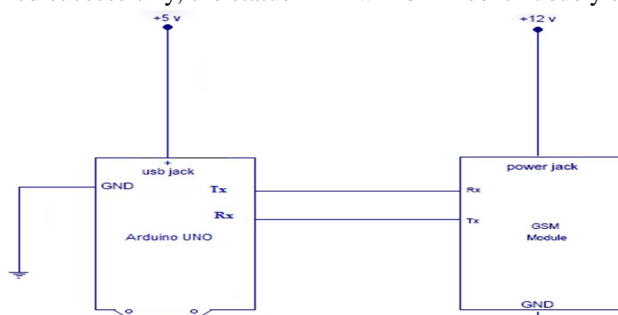 +5 v
+12 v
usb jack
power jack
GND
Tx
Rx
Rx
Tx
Arduino UNO
GSM
Module
GND